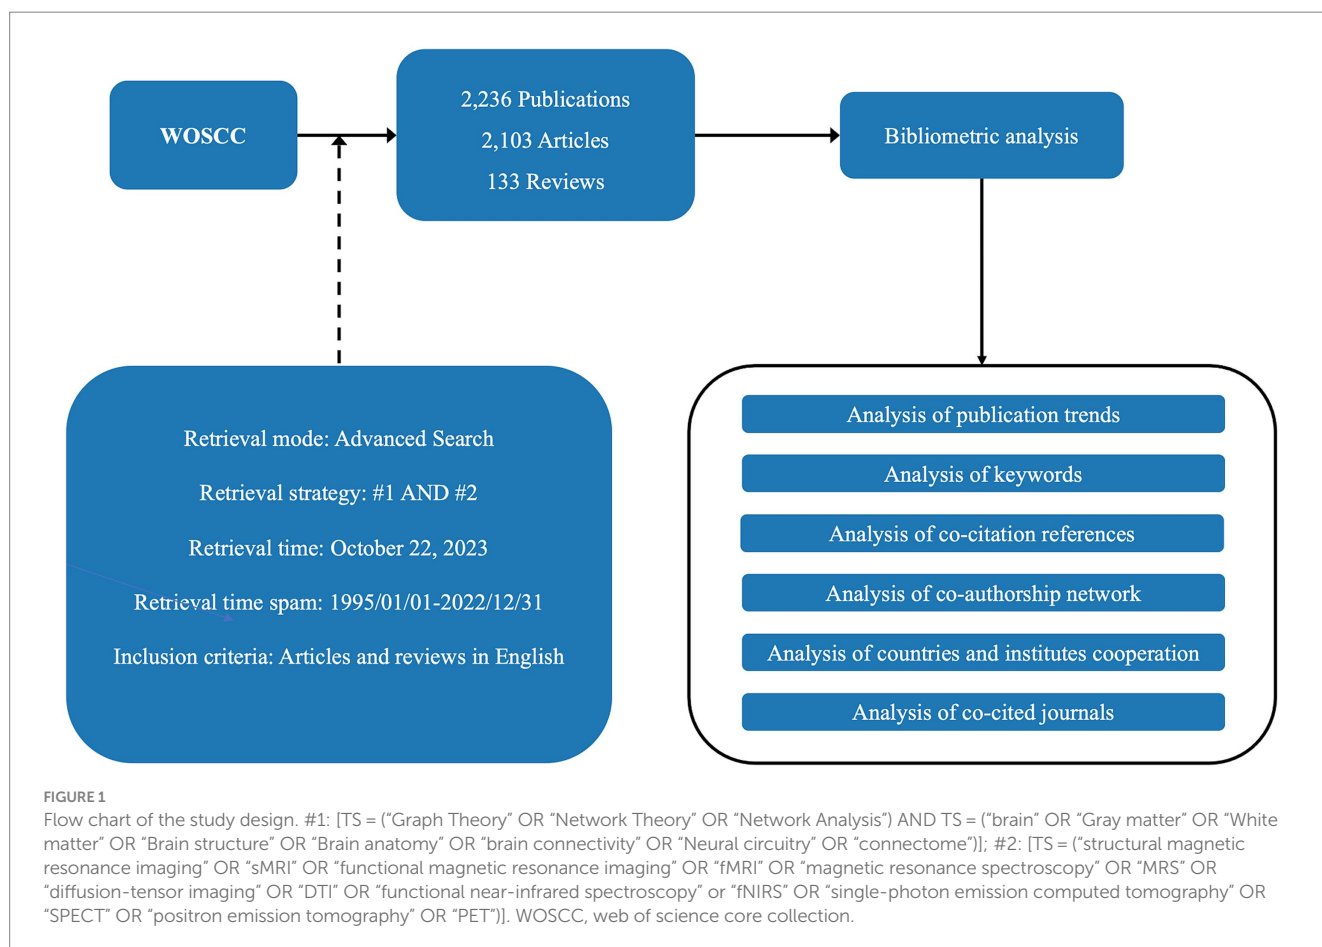 WOSCC
2,236 Publications
2,103 Articles
133 Reviews
Bibliometric analysis
Retrieval mode: Advanced Search
Retrieval strategy: #1 AND #2
Retrieval time: October 22, 2023
Retrieval time spam: 1995/01/01-2022/12/31
Inclusion criteria: Articles and reviews in English
Analysis of publication trends
Analysis of keywords
Analysis of co-citation references
Analysis of co-authorship network
Analysis of countries and institutes cooperation
Analysis of co-cited journals
FIGURE 1
Flow chart of the study design. #1: [TS = (“Graph Theory” OR “Network Theory” OR “Network Analysis”) AND TS = (“brain” OR “Gray matter” OR “White
matter” OR “Brain structure” OR “Brain anatomy” OR “brain connectivity” OR “Neural circuitry” OR “connectome”)]; #2: [TS = (“structural magnetic
resonance imaging” OR “sMRI” OR “functional magnetic resonance imaging” OR “fMRI” OR “magnetic resonance spectroscopy” OR “MRS” OR
“diffusion-tensor imaging” OR “DTI” OR “functional near-infrared spectroscopy” or “fNIRS” OR “single-photon emission computed tomography” OR
“SPECT” OR “positron emission tomography” OR “PET”)]. WOSCC, web of science core collection.